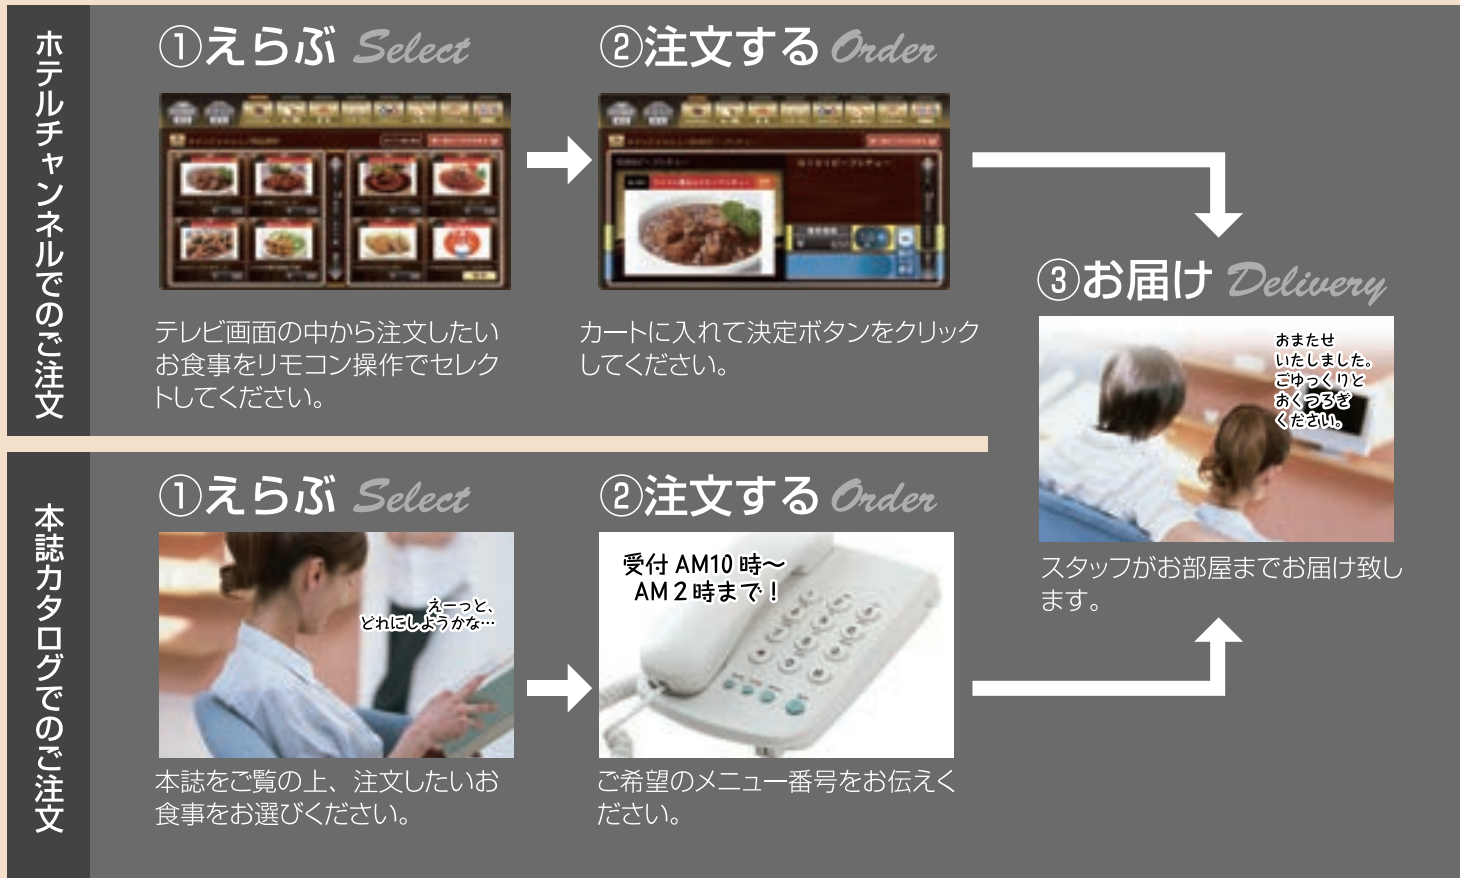 ホテルチャンネルでのご注文
①えらぶ Select
テレビ画面の中から注文したい
お食事をリモコン操作でセレク
トしてください。
②注文する Order
カートに入れて決定ボタンをクリック
してください。
本誌カタログでのご注文
①えらぶ Select
えーっと、
どれにしようかな…
本誌をご覧の上、注文したいお
食事をお選びください。
②注文する Order
受付 AM10 時～
AM 2 時まで！
ご希望のメニュー番号をお伝えく
ださい。
③お届け Delivery
おまたせ
いたしました。
ごゆっくりと
おくつろぎ
ください。
スタッフがお部屋までお届け致し
ます。